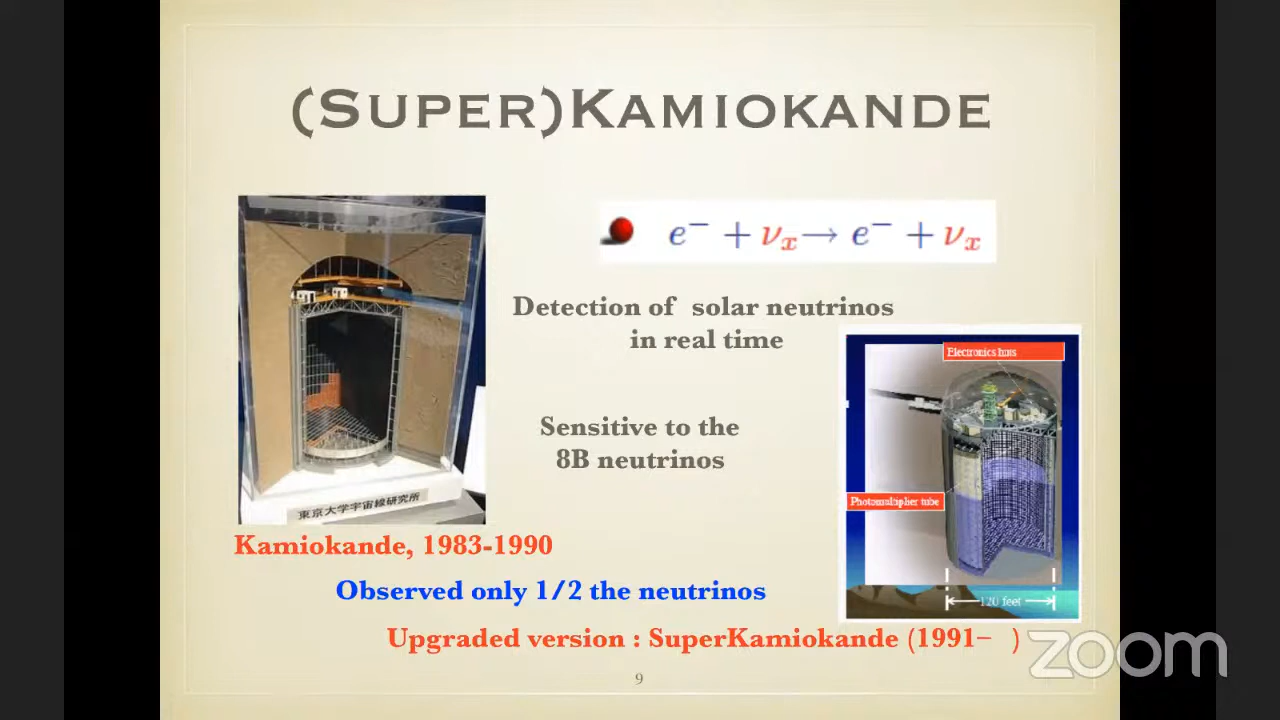 (SUPER)KAMIOKANDE
e⁻ + νₓ → e⁻ + νₓ
Detection of solar neutrinos
in real time
Electronics huts
Sensitive to the
8B neutrinos
Photomultiplier tube
東京大学宇宙線研究所
Kamiokande, 1983-1990
Observed only 1/2 the neutrinos
120 feet
Upgraded version : SuperKamiokande (1991− )
zoom
9